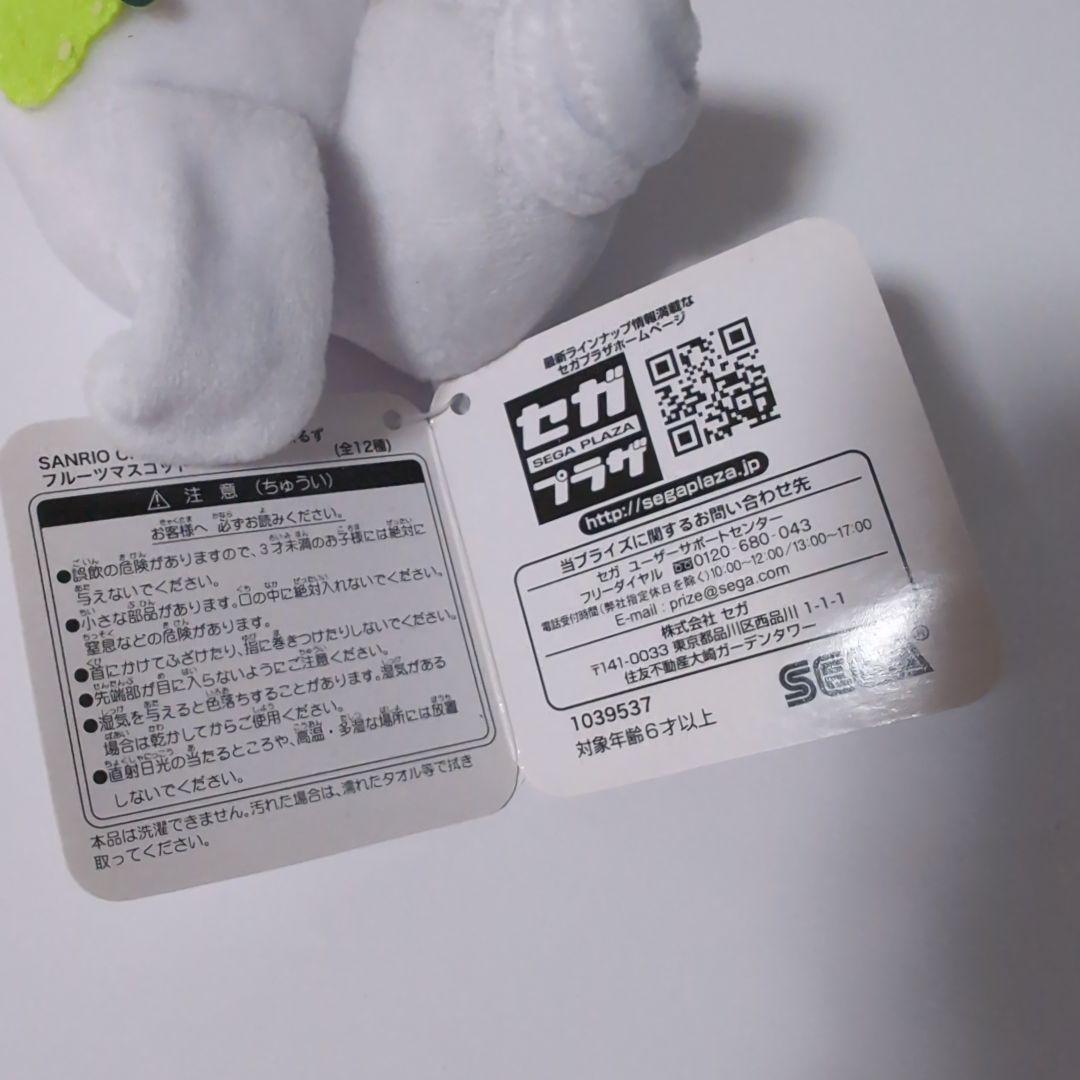 SANRIO C
るず
フルーツマスコット
(全12種)
注意(ちゅうい)
お客様へ 必ずお読みください。
●誤飲の危険がありますので、3才未満のお子様には絶対に
与えないでください。
●小さな部品があります。口の中に絶対入れないでください。
窒息などの危険があります。
●首にかけてふざけたり、指に巻きつけたりしないでください。
●先端部が目に入らないようにご注意ください。
●湿気を与えると色落ちすることがあります。湿気がある
場合は乾かしてからご使用ください。
●直射日光の当たるところや、高温・多湿な場所には放置
しないでください。
本品は洗濯できません。汚れた場合は、濡れたタオル等で拭き
取ってください。
最新ラインナップ情報満載な
セガプラザホームページ
セガ
SEGA PLAZA
プラザ
http://segaplaza.jp
当プライズに関するお問い合わせ先
セガ ユーザーサポートセンター
フリーダイヤル 0120-680-043
電話受付時間(弊社指定休日を除く)10:00~12:00/13:00~17:00
E-mail : prize@sega.com
株式会社 セガ
〒141-0033 東京都品川区西品川 1-1-1
住友不動産大崎ガーデンタワー
SEGA®
1039537
対象年齢6才以上